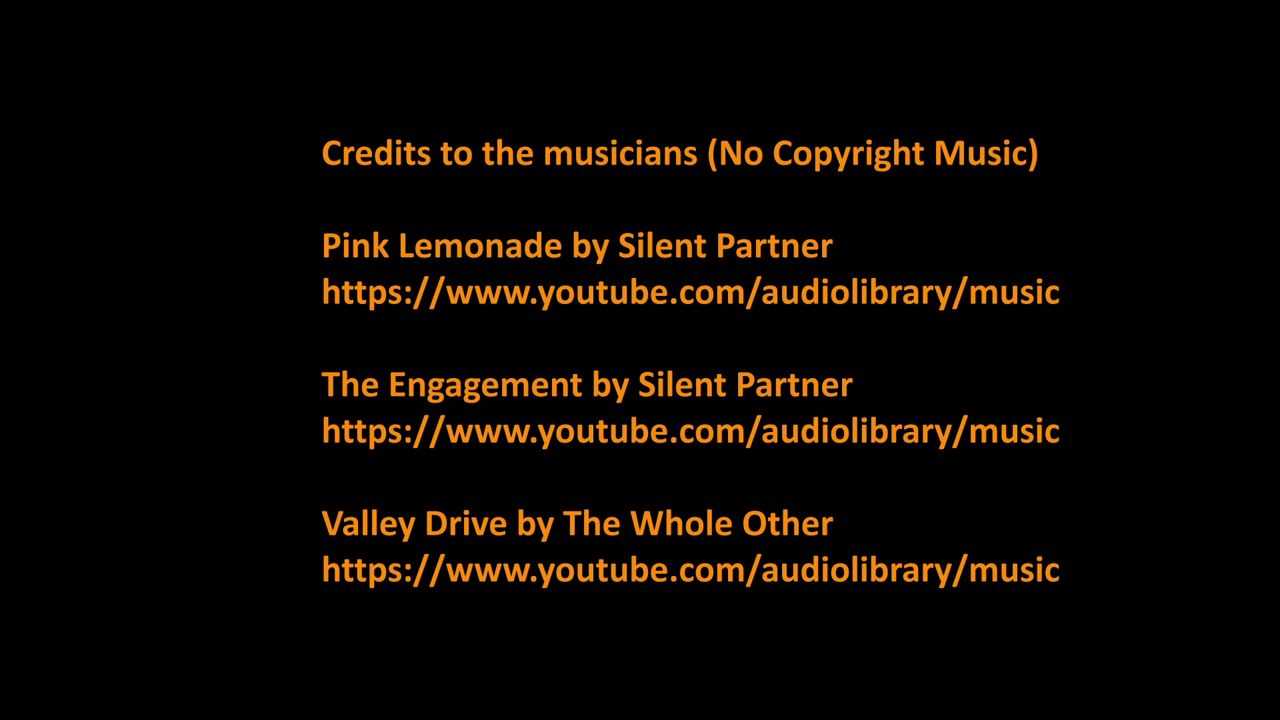 Credits to the musicians (No Copyright Music)
Pink Lemonade by Silent Partner
https://www.youtube.com/audiolibrary/music
The Engagement by Silent Partner
https://www.youtube.com/audiolibrary/music
Valley Drive by The Whole Other
https://www.youtube.com/audiolibrary/music